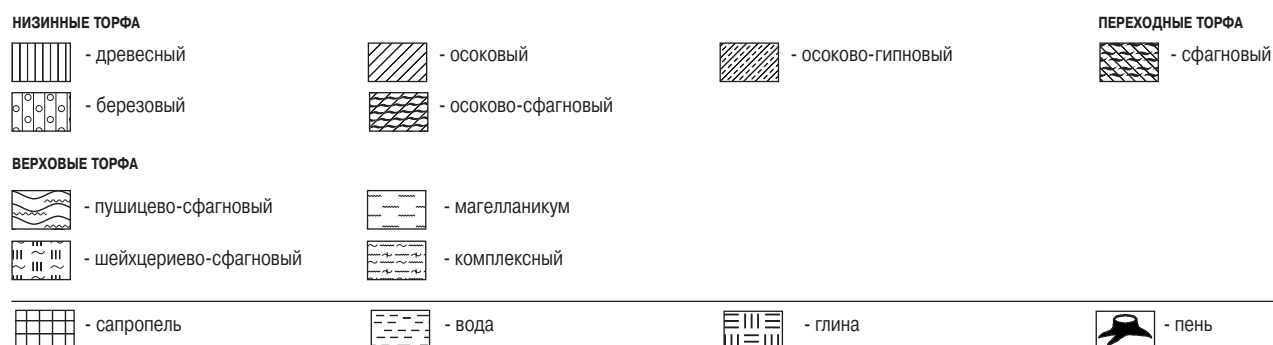 НИЗИННЫЕ ТОРФА
ПЕРЕХОДНЫЕ ТОРФА
- древесный
- осоковый
- осоково-гипновый
- сфагновый
- березовый
- осоково-сфагновый
ВЕРХОВЫЕ ТОРФА
- пушицево-сфагновый
- магелланикум
- шейхцериево-сфагновый
- комплексный
- сапропель
- вода
- глина
- пень